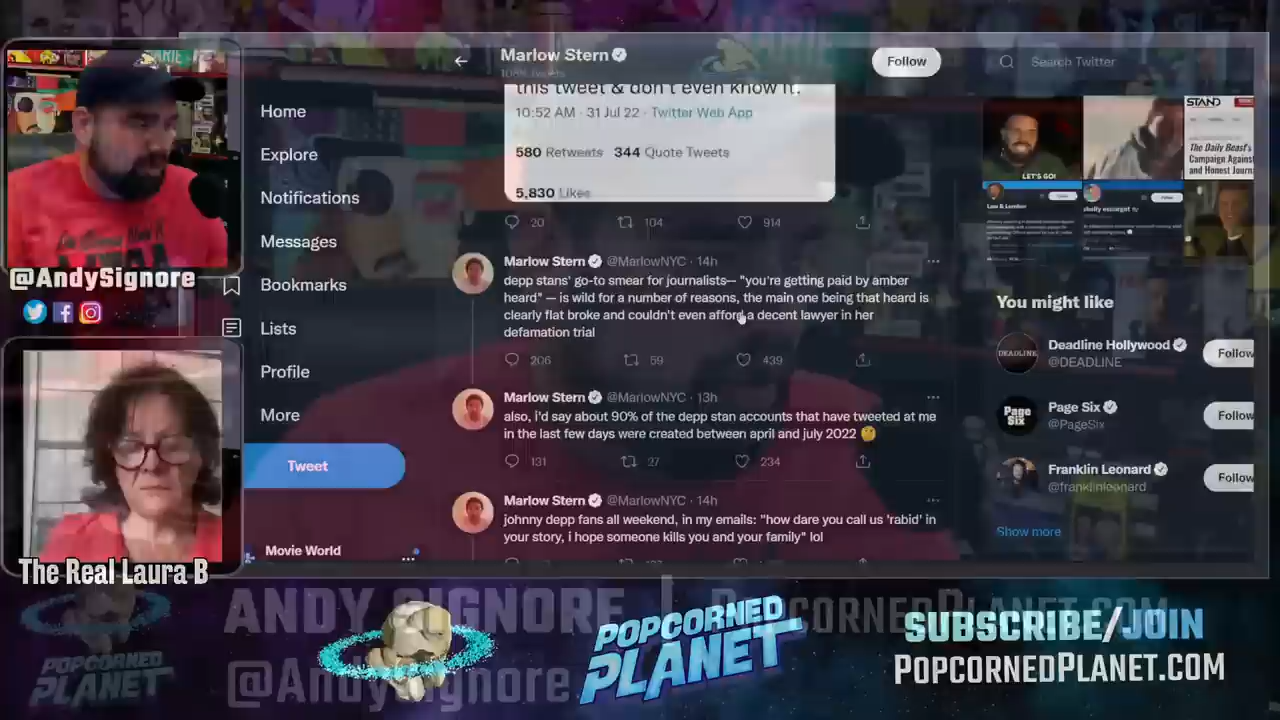 Marlow Stern
Follow
Search Twitter
this tweet & don't even know it.
10:52 AM · 31 Jul 22 · Twitter Web App
580 Retweets 344 Quote Tweets
5,830 Likes
20 104 914
Home
Explore
Notifications
Messages
Bookmarks
Lists
Profile
More
Tweet
Movie World
Marlow Stern @MarlowNYC · 14h
depp stans' go-to smear for journalists— "you're getting paid by amber
heard" — is wild for a number of reasons, the main one being that heard is
clearly flat broke and couldn't even afford a decent lawyer in her
defamation trial
206 59 439
Marlow Stern @MarlowNYC · 13h
also, i'd say about 90% of the depp stan accounts that have tweeted at me
in the last few days were created between april and july 2022 🤔
131 27 234
Marlow Stern @MarlowNYC · 14h
johnny depp fans all weekend, in my emails: "how dare you call us 'rabid' in
your story, i hope someone kills you and your family" lol
LET'S GO!
STAND
The Daily Beast's
Campaign Against
and Honest Journ
You might like
Deadline Hollywood
@DEADLINE
Follow
DEADLINE
Page Six
@PageSix
Follow
Page
Six
Franklin Leonard
@franklinleonard
Follow
Show more
@AndySignore
The Real Laura B
ANDY SIGNORE | POPCORNEDPLANET.COM
@AndySignore
POPCORNED
PLANET
POPCORNED
PLANET
SUBSCRIBE/JOIN
POPCORNEDPLANET.COM